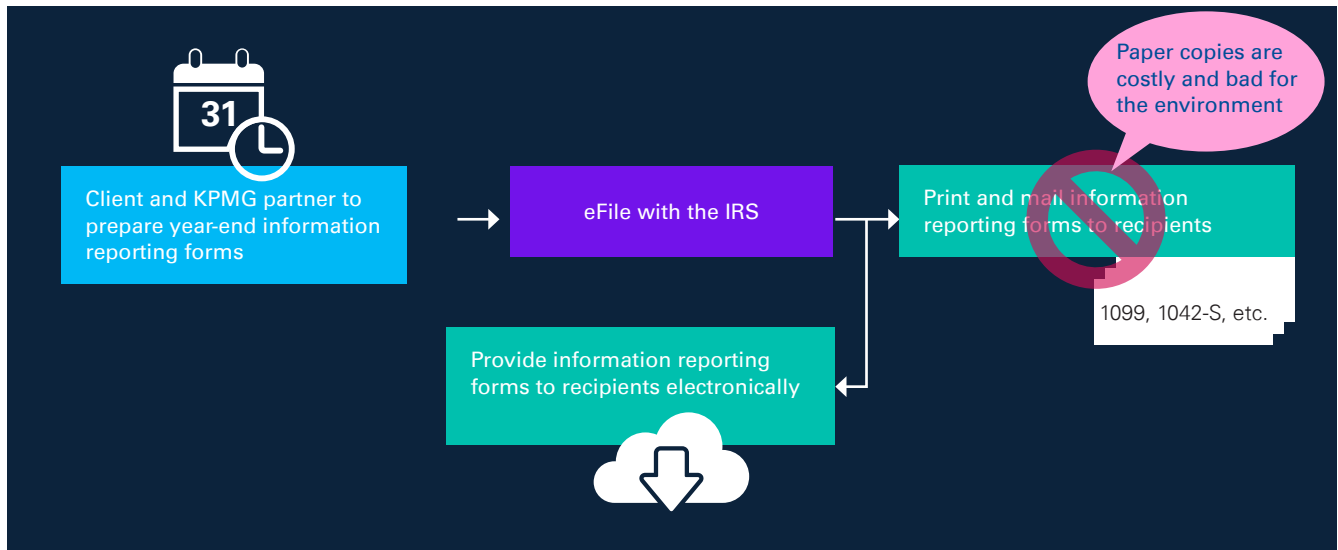 31
Client and KPMG partner to
prepare year-end information
reporting forms
eFile with the IRS
Paper copies are
costly and bad for
the environment
Print and mail information
reporting forms to recipients
1099, 1042-S, etc.
Provide information reporting
forms to recipients electronically